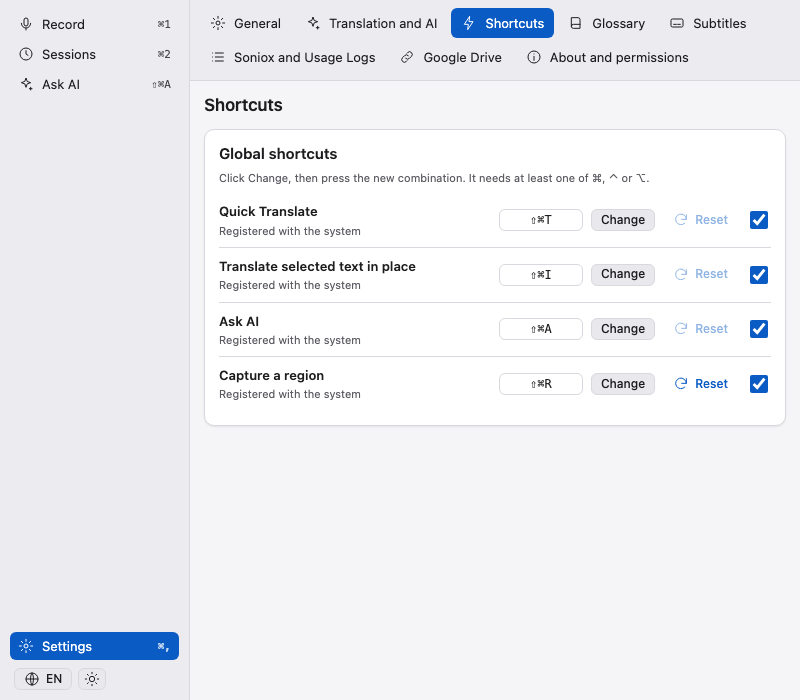 Record ⌘1
Sessions ⌘2
Ask AI ⇧⌘A
General Translation and AI Shortcuts Glossary Subtitles
Soniox and Usage Logs Google Drive About and permissions
Shortcuts
Global shortcuts
Click Change, then press the new combination. It needs at least one of ⌘, ⌃ or ⌥.
Quick Translate
Registered with the system
⇧⌘T Change Reset
Translate selected text in place
Registered with the system
⇧⌘I Change Reset
Ask AI
Registered with the system
⇧⌘A Change Reset
Capture a region
Registered with the system
⇧⌘R Change Reset
Settings ⌘,
EN